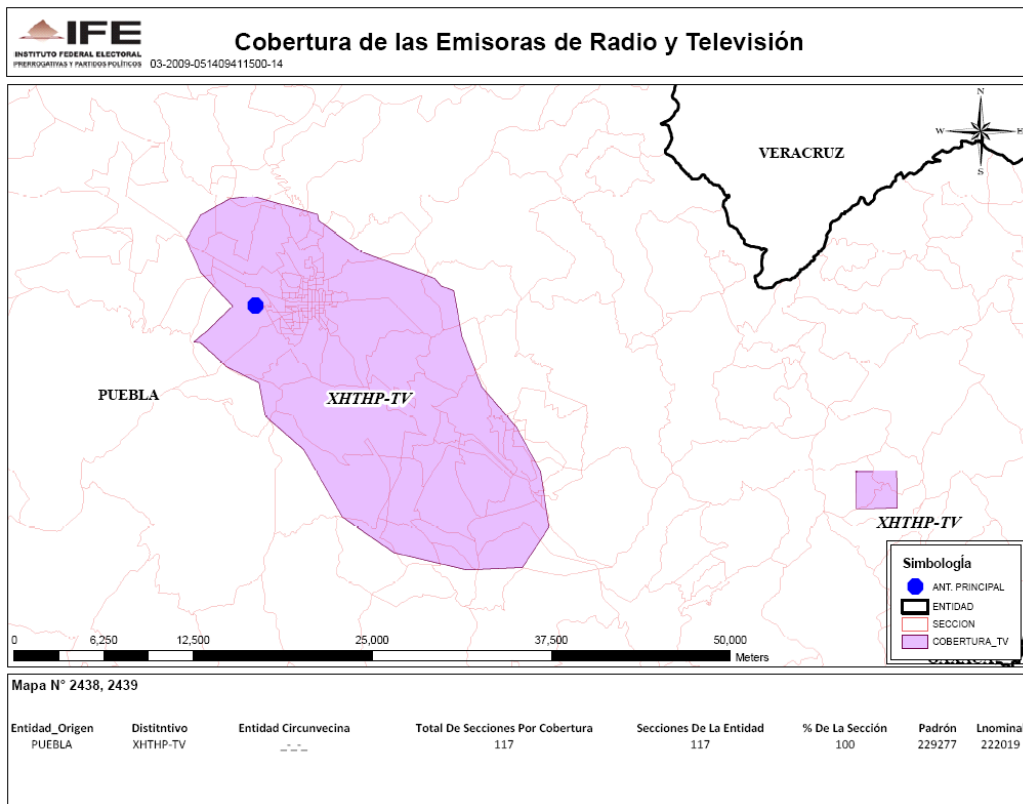 IFE
INSTITUTO FEDERAL ELECTORAL
PRERROGATIVAS Y PARTIDOS POLÍTICOS
03-2009-051409411500-14
Cobertura de las Emisoras de Radio y Televisión
N
W E
S
VERACRUZ
PUEBLA
XHTHP-TV
XHTHP-TV
Simbología
ANT. PRINCIPAL
ENTIDAD
SECCION
COBERTURA_TV
0 6,250 12,500 25,000 37,500 50,000
Meters
Mapa N° 2438, 2439
Entidad_Origen Distitntivo Entidad Circunvecina Total De Secciones Por Cobertura Secciones De La Entidad % De La Sección Padrón Lnominal
PUEBLA XHTHP-TV _-_-_ 117 117 100 229277 222019